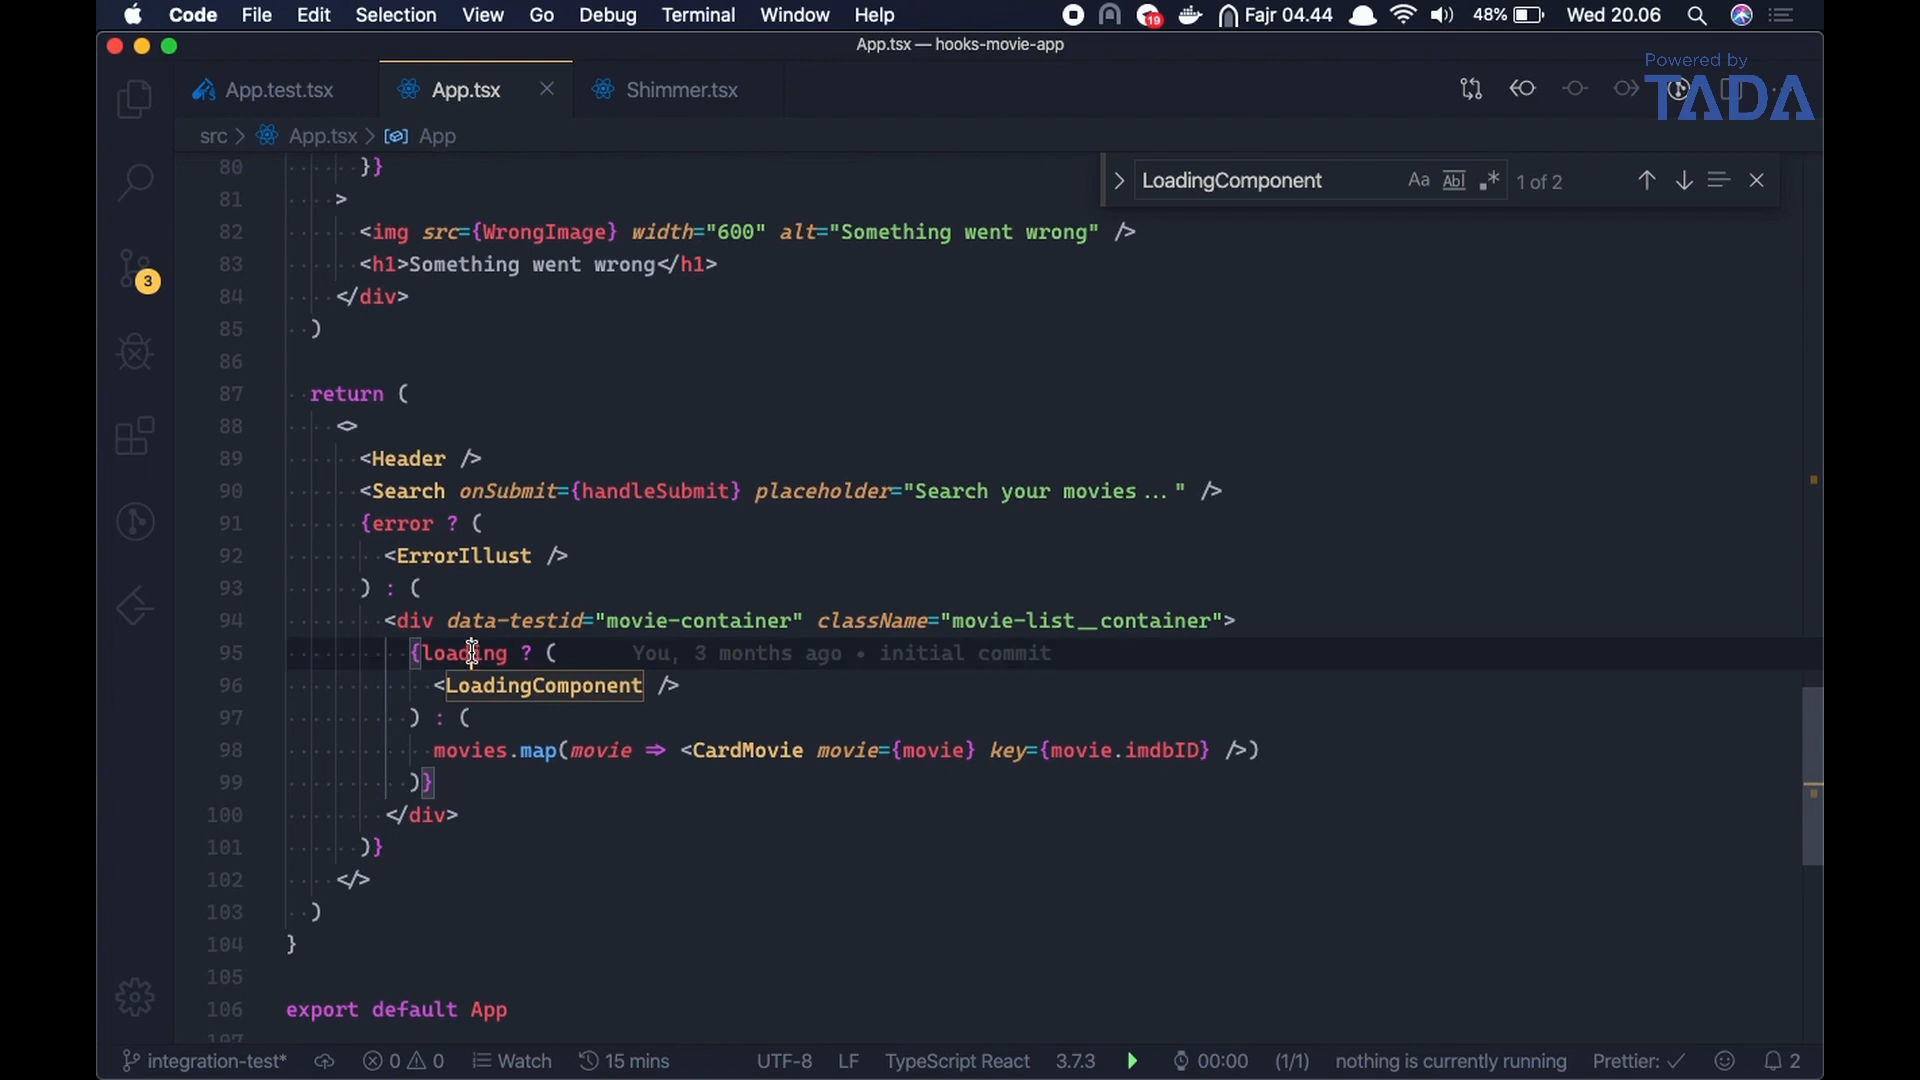 Code File Edit Selection View Go Debug Terminal Window Help 19 Fajr 04.44 48% Wed 20.06
App.tsx — hooks-movie-app
Powered by
TADA
App.test.tsx App.tsx Shimmer.tsx
src > App.tsx > App
LoadingComponent Aa Abl .* 1 of 2
80 }}
81 >
82 <img src={WrongImage} width="600" alt="Something went wrong" />
83 <h1>Something went wrong</h1>
84 </div>
85 )
86
87 return (
88 <>
89 <Header />
90 <Search onSubmit={handleSubmit} placeholder="Search your movies..." />
91 {error ? (
92 <ErrorIllust />
93 ) : (
94 <div data-testid="movie-container" className="movie-list__container">
95 {loading ? ( You, 3 months ago • initial commit
96 <LoadingComponent />
97 ) : (
98 movies.map(movie => <CardMovie movie={movie} key={movie.imdbID} />)
99 )}
100 </div>
101 )}
102 </>
103 )
104 }
105
106 export default App
107
3
integration-test* 0 0 Watch 15 mins UTF-8 LF TypeScript React 3.7.3 00:00 (1/1) nothing is currently running Prettier: ✓ 2